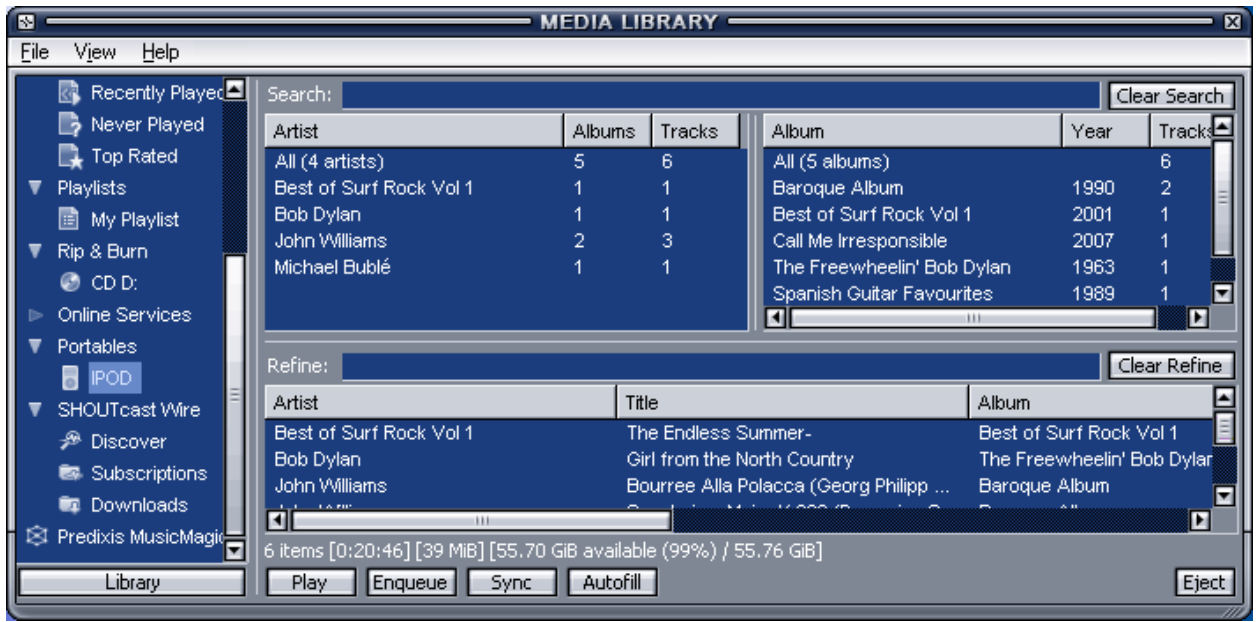 MEDIA LIBRARY
File View Help
Recently Played
Never Played
Top Rated
Playlists
My Playlist
Rip & Burn
CD D:
Online Services
Portables
IPOD
SHOUTcast Wire
Discover
Subscriptions
Downloads
Predixis MusicMagic
Library
Search: Clear Search
Artist Albums Tracks
All (4 artists) 5 6
Best of Surf Rock Vol 1 1 1
Bob Dylan 1 1
John Williams 2 3
Michael Bublé 1 1
Album Year Tracks
All (5 albums) 6
Baroque Album 1990 2
Best of Surf Rock Vol 1 2001 1
Call Me Irresponsible 2007 1
The Freewheelin' Bob Dylan 1963 1
Spanish Guitar Favourites 1989 1
Refine: Clear Refine
Artist Title Album
Best of Surf Rock Vol 1 The Endless Summer- Best of Surf Rock Vol 1
Bob Dylan Girl from the North Country The Freewheelin' Bob Dylan
John Williams Bourree Alla Polacca (Georg Philipp ... Baroque Album
6 items [0:20:46] [39 MiB] [55.70 GiB available (99%) / 55.76 GiB]
Play Enqueue Sync Autofill Eject